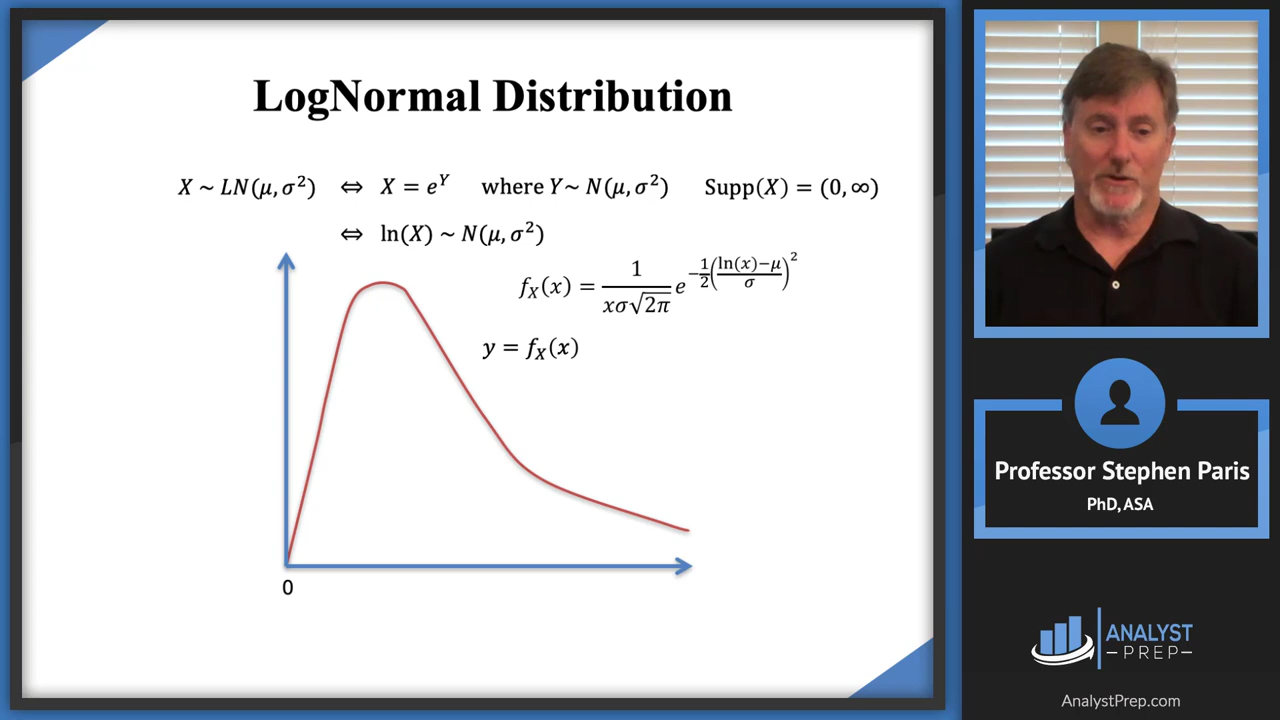 LogNormal Distribution
X ~ LN(μ, σ²) ⇔ X = e^Y where Y~ N(μ, σ²) Supp(X) = (0, ∞)
⇔ ln(X) ~ N(μ, σ²)
f_X(x) = 1/(xσ√2π) e^(−1/2((ln(x)−μ)/σ)²)
y = f_X(x)
0
Professor Stephen Paris
PhD, ASA
ANALYST
PREP
AnalystPrep.com